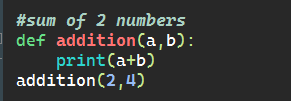 #sum of 2 numbers
def addition(a,b):
    print(a+b)
addition(2,4)